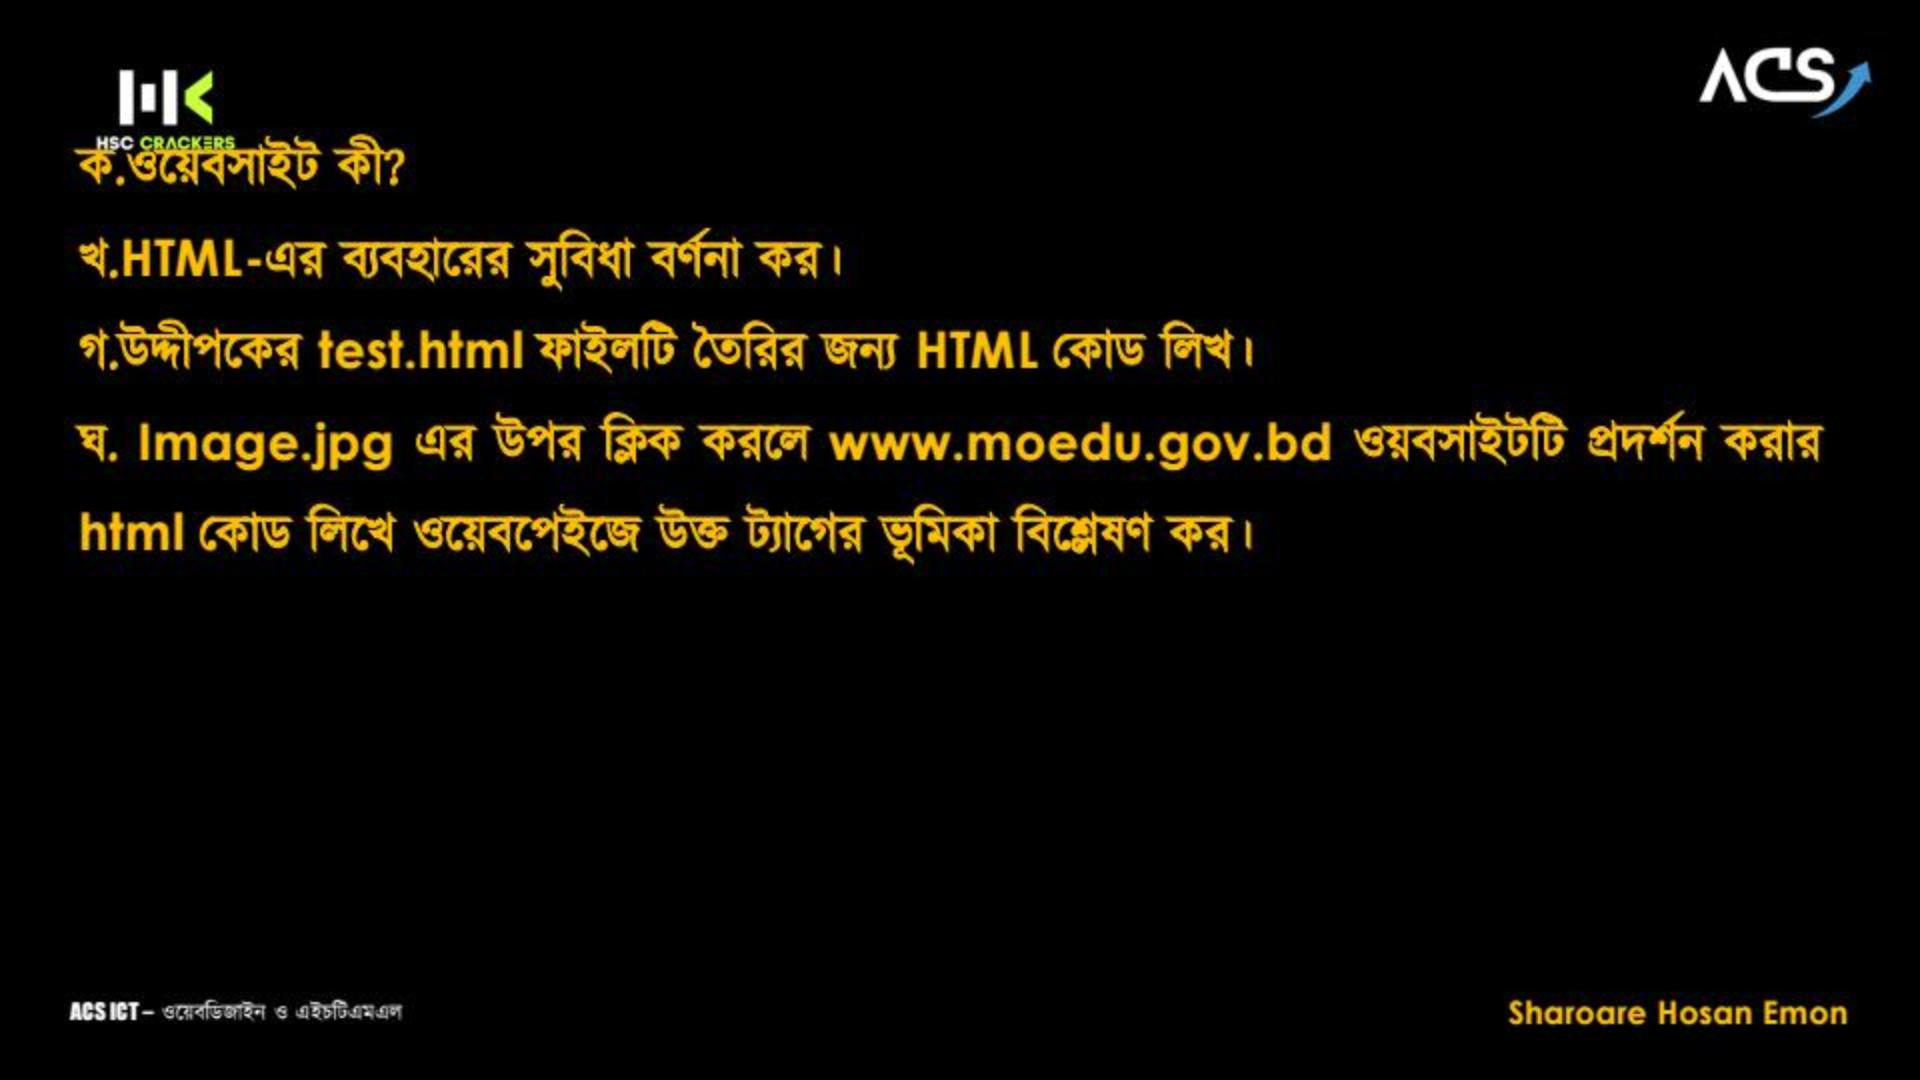 ACS
HSC CRACKERS
ক.ওয়েবসাইট কী?
খ.HTML-এর ব্যবহারের সুবিধা বর্ণনা কর।
গ.উদ্দীপকের test.html ফাইলটি তৈরির জন্য HTML কোড লিখ।
ঘ. Image.jpg এর উপর ক্লিক করলে www.moedu.gov.bd ওয়বসাইটটি প্রদর্শন করার
html কোড লিখে ওয়েবপেইজে উক্ত ট্যাগের ভূমিকা বিশ্লেষণ কর।
ACS ICT – ওয়েবডিজাইন ও এইচটিএমএল
Sharoare Hosan Emon